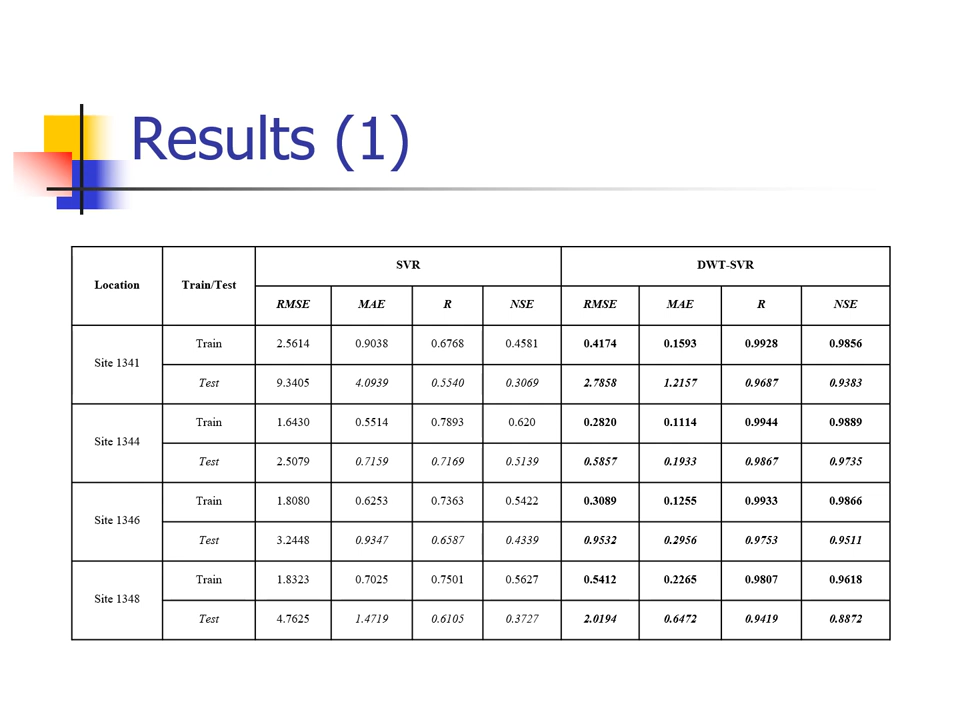 Results (1)
Location Train/Test SVR DWT-SVR
RMSE MAE R NSE RMSE MAE R NSE
Site 1341 Train 2.5614 0.9038 0.6768 0.4581 0.4174 0.1593 0.9928 0.9856
Test 9.3405 4.0939 0.5540 0.3069 2.7858 1.2157 0.9687 0.9383
Site 1344 Train 1.6430 0.5514 0.7893 0.620 0.2820 0.1114 0.9944 0.9889
Test 2.5079 0.7159 0.7169 0.5139 0.5857 0.1933 0.9867 0.9735
Site 1346 Train 1.8080 0.6253 0.7363 0.5422 0.3089 0.1255 0.9933 0.9866
Test 3.2448 0.9347 0.6587 0.4339 0.9532 0.2956 0.9753 0.9511
Site 1348 Train 1.8323 0.7025 0.7501 0.5627 0.5412 0.2265 0.9807 0.9618
Test 4.7625 1.4719 0.6105 0.3727 2.0194 0.6472 0.9419 0.8872